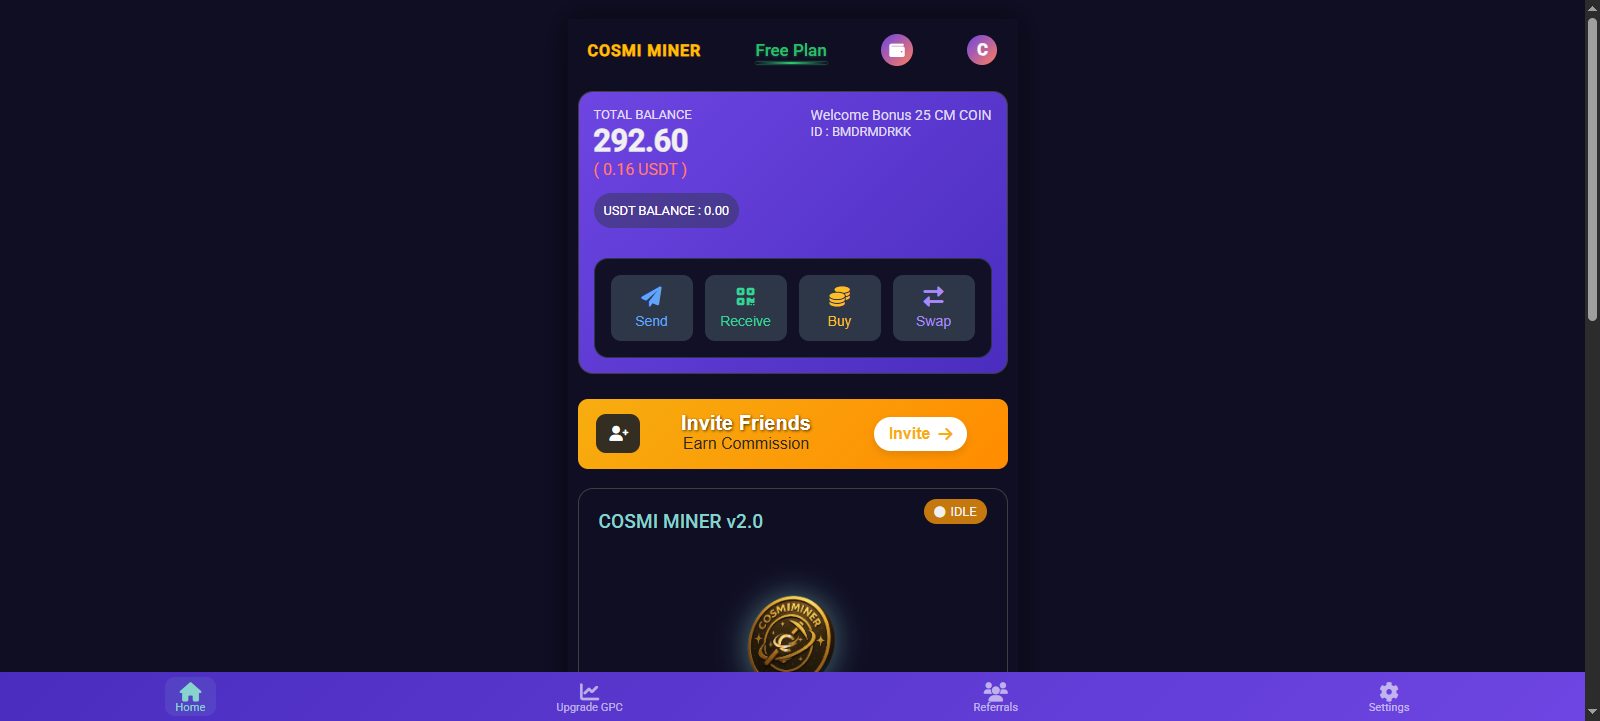 COSMI MINER
Free Plan
C
TOTAL BALANCE
Welcome Bonus 25 CM COIN
292.60
ID : BMDRMDRKK
( 0.16 USDT )
USDT BALANCE : 0.00
Send
Receive
Buy
Swap
Invite Friends
Earn Commission
Invite
COSMI MINER v2.0
IDLE
COSMIMINER
Home
Upgrade GPC
Referrals
Settings